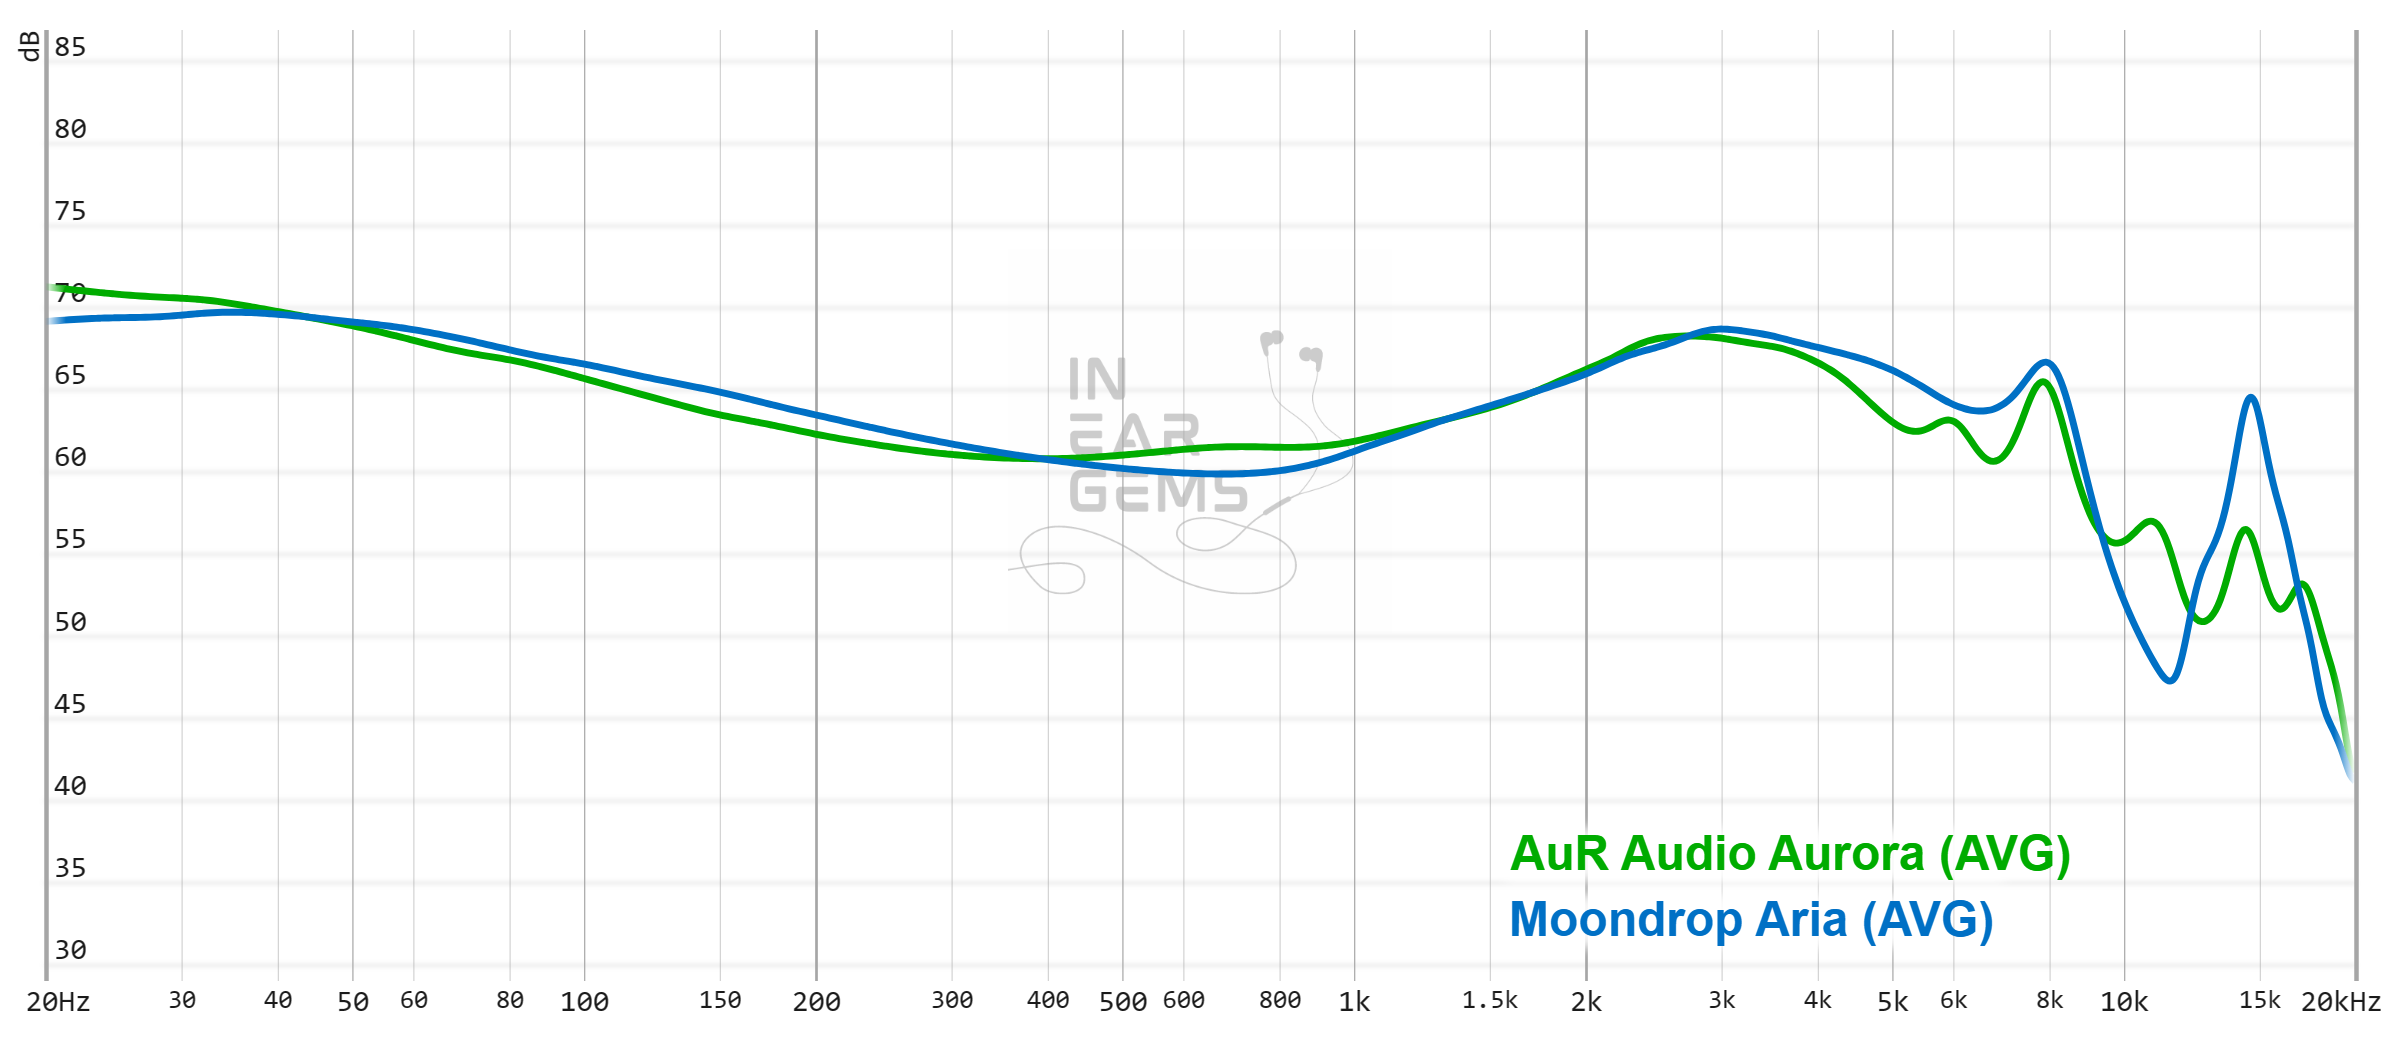 dB
85
80
75
70
65
60
55
50
45
40
35
30
IN
EAR
GEMS
AuR Audio Aurora (AVG)
Moondrop Aria (AVG)
20Hz 30 40 50 60 80 100 150 200 300 400 500 600 800 1k 1.5k 2k 3k 4k 5k 6k 8k 10k 15k 20kHz